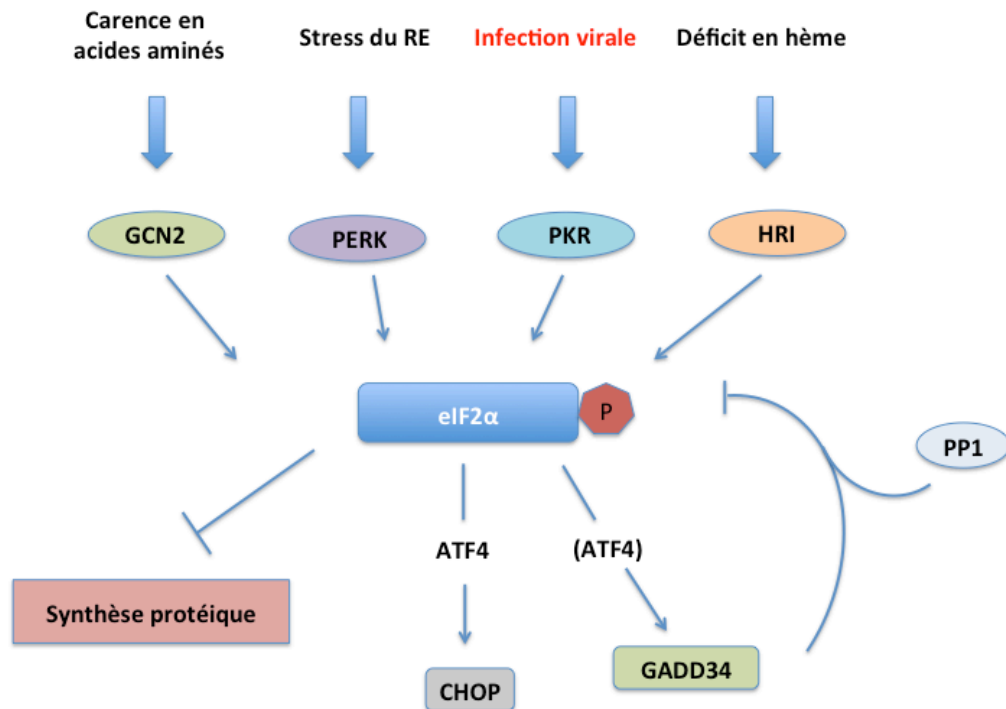 Carence en
acides aminés
Stress du RE
Infection virale
Déficit en hème
GCN2
PERK
PKR
HRI
eIF2α
P
PP1
ATF4
(ATF4)
Synthèse protéique
CHOP
GADD34